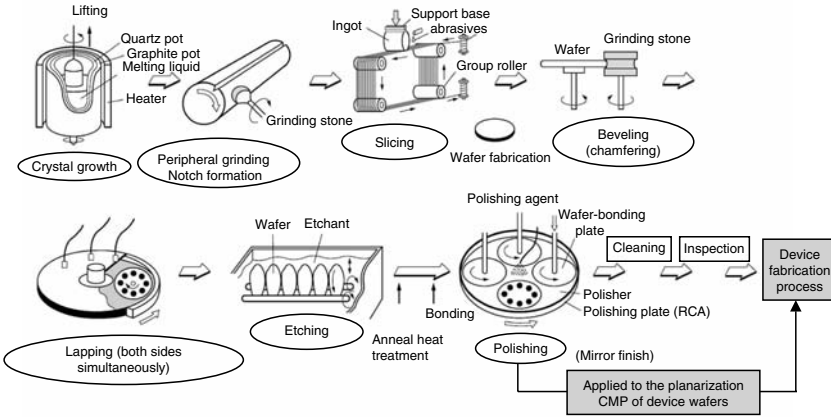 Lifting
Quartz pot
Graphite pot
Melting liquid
Heater
Crystal growth
Grinding stone
Peripheral grinding
Notch formation
Ingot
Support base
abrasives
Group roller
Slicing
Wafer fabrication
Wafer
Grinding stone
Beveling
(chamfering)
Lapping (both sides
simultaneously)
Wafer
Etchant
Etching
Anneal heat
treatment
Bonding
Polishing agent
Wafer-bonding
plate
Polisher
Polishing plate (RCA)
Polishing
(Mirror finish)
Cleaning
Inspection
Device
fabrication
process
Applied to the planarization
CMP of device wafers